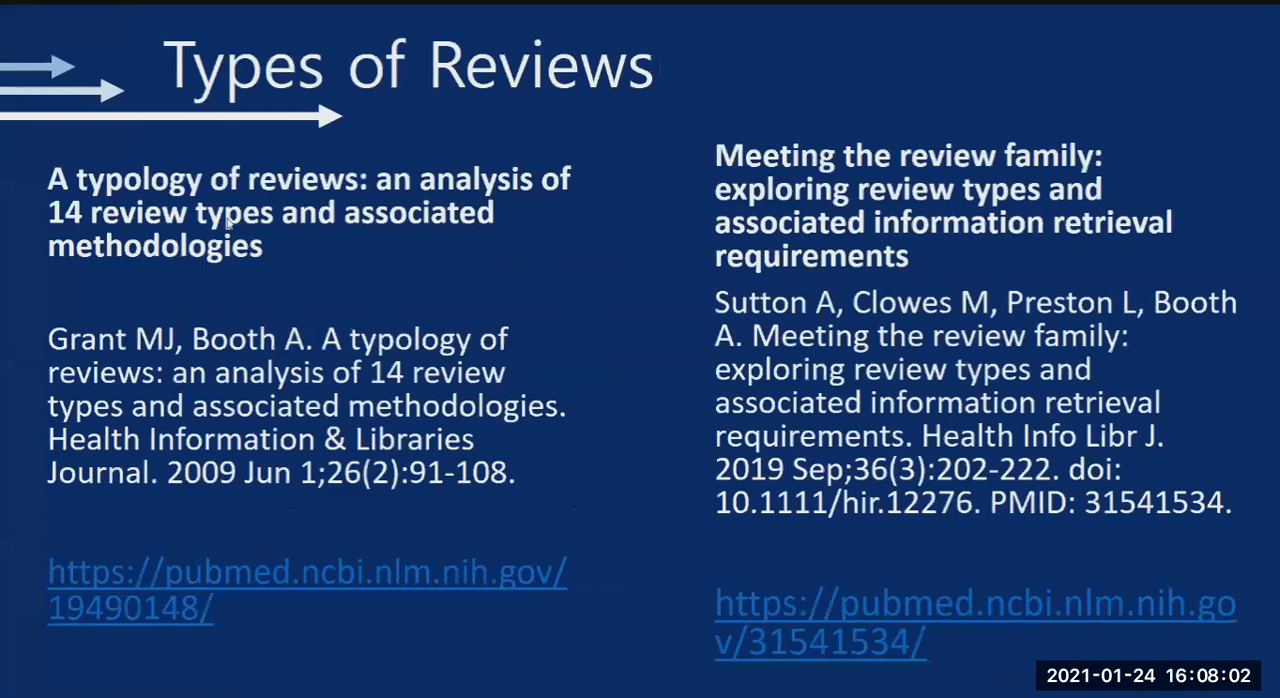 Types of Reviews
A typology of reviews: an analysis of
14 review types and associated
methodologies
Grant MJ, Booth A. A typology of
reviews: an analysis of 14 review
types and associated methodologies.
Health Information & Libraries
Journal. 2009 Jun 1;26(2):91-108.
https://pubmed.ncbi.nlm.nih.gov/
19490148/
Meeting the review family:
exploring review types and
associated information retrieval
requirements
Sutton A, Clowes M, Preston L, Booth
A. Meeting the review family:
exploring review types and
associated information retrieval
requirements. Health Info Libr J.
2019 Sep;36(3):202-222. doi:
10.1111/hir.12276. PMID: 31541534.
https://pubmed.ncbi.nlm.nih.go
v/31541534/
2021-01-24 16:08:02